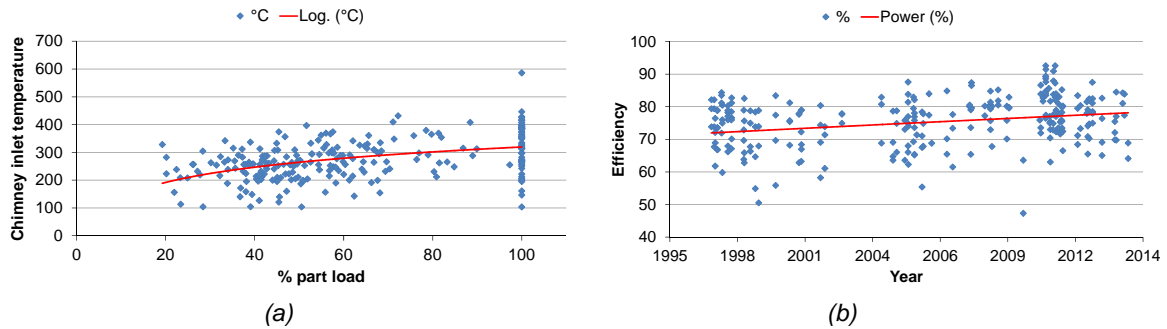 °C Log. (°C)
Chimney inlet temperature
700
600
500
400
300
200
100
0
0 20 40 60 80 100
% part load
(a)
% Power (%)
Efficiency
100
90
80
70
60
50
40
1995 1998 2001 2004 2006 2009 2012 2014
Year
(b)